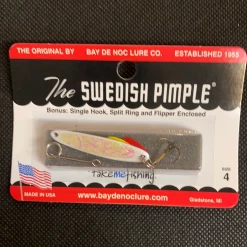 THE ORIGINAL BY BAY DE NOC LURE CO. ESTABLISHED 1955
The SWEDISH PIMPLE®
Bonus: Single Hook, Split Ring and Flipper Enclosed
takemefishing
SIZE
4
MADE IN USA
www.baydenoclure.com
Gladstone, MI